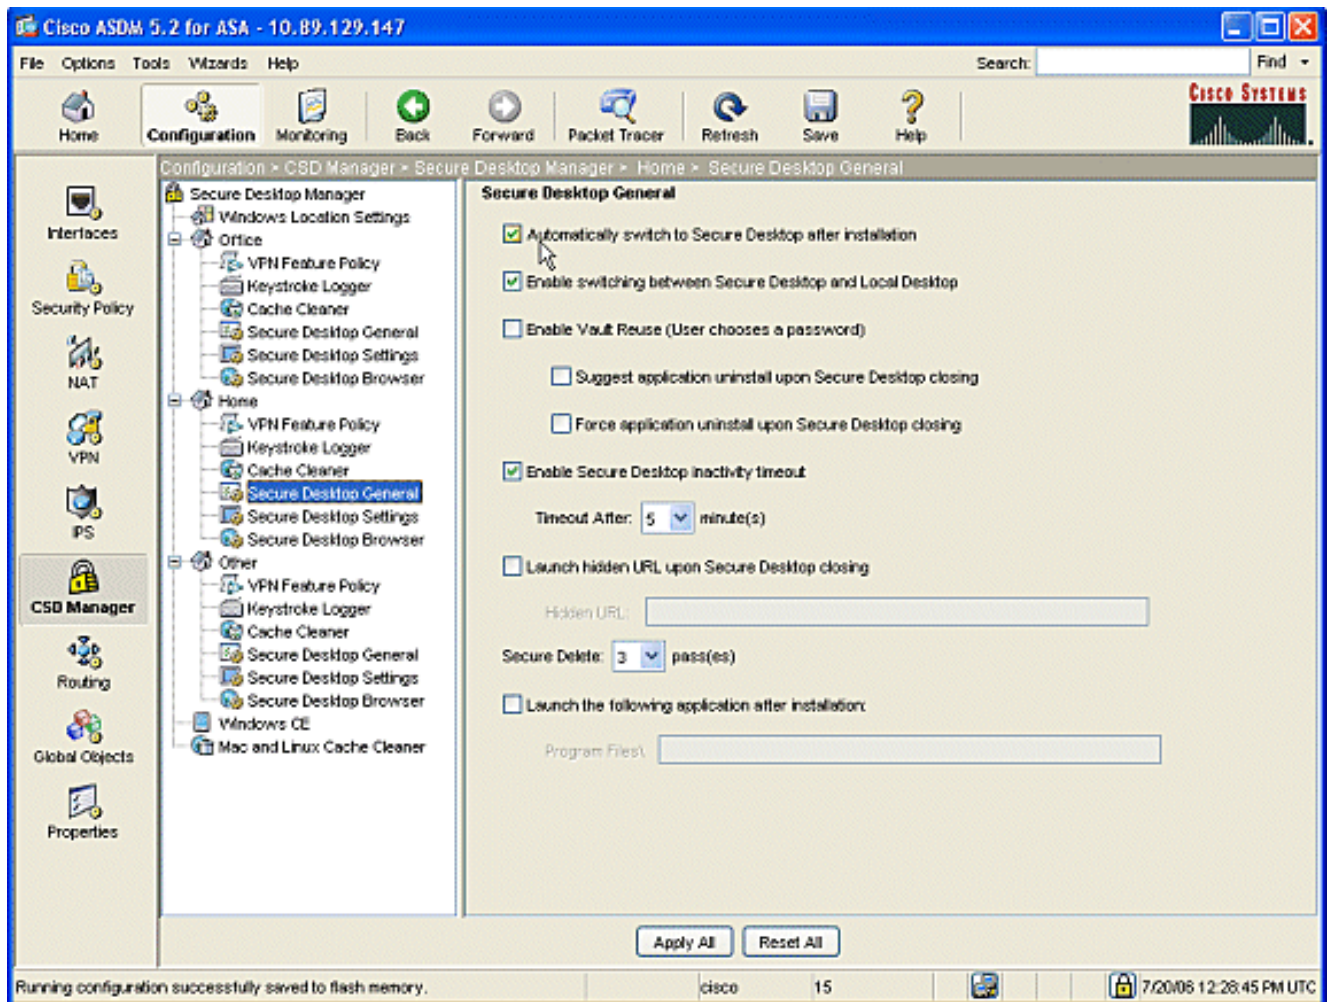 Cisco ASDM 5.2 for ASA - 10.89.129.147
File Options Tools Wizards Help Search: Find
Home Configuration Monitoring Back Forward Packet Tracer Refresh Save Help
CISCO SYSTEMS
Configuration > CSD Manager > Secure Desktop Manager > Home > Secure Desktop General
Interfaces
Security Policy
NAT
VPN
IPS
CSD Manager
Routing
Global Objects
Properties
Secure Desktop Manager
Windows Location Settings
Office
VPN Feature Policy
Keystroke Logger
Cache Cleaner
Secure Desktop General
Secure Desktop Settings
Secure Desktop Browser
Home
VPN Feature Policy
Keystroke Logger
Cache Cleaner
Secure Desktop General
Secure Desktop Settings
Secure Desktop Browser
Other
VPN Feature Policy
Keystroke Logger
Cache Cleaner
Secure Desktop General
Secure Desktop Settings
Secure Desktop Browser
Windows CE
Mac and Linux Cache Cleaner
Secure Desktop General
Automatically switch to Secure Desktop after installation
Enable switching between Secure Desktop and Local Desktop
Enable Vault Reuse (User chooses a password)
Suggest application uninstall upon Secure Desktop closing
Force application uninstall upon Secure Desktop closing
Enable Secure Desktop inactivity timeout
Timeout After: 5 minute(s)
Launch hidden URL upon Secure Desktop closing
Hidden URL:
Secure Delete: 3 pass(es)
Launch the following application after installation:
Program Files\
Apply All Reset All
Running configuration successfully saved to flash memory. cisco 15 7/20/06 12:28:45 PM UTC